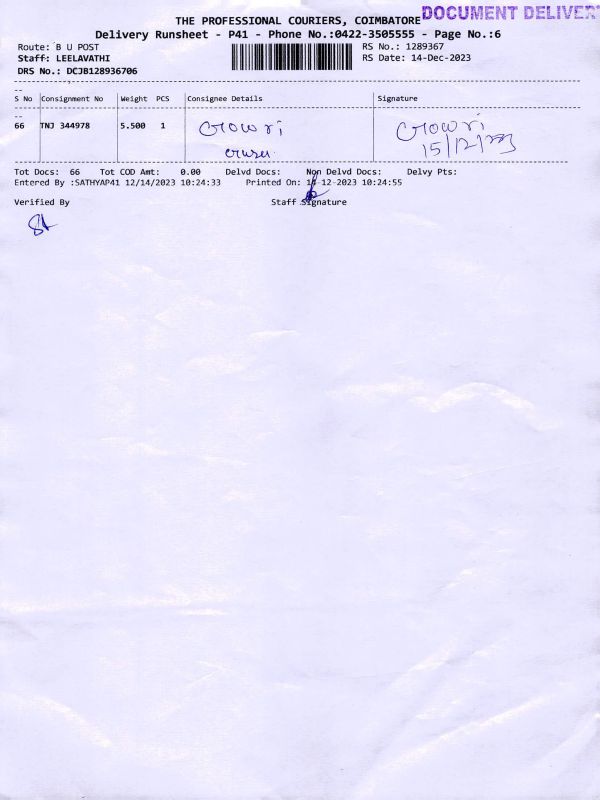 THE PROFESSIONAL COURIERS, COIMBATORE DOCUMENT DELIVER
Delivery Runsheet - P41 - Phone No.:0422-3505555 - Page No.:6
Route: B U POST
RS No.: 1289367
Staff: LEELAVATHI
RS Date: 14-Dec-2023
DRS No.: DCJB128936706
S No Consignment No Weight PCS Consignee Details Signature
66 TNJ 344978 5.500 1 Gowri Gowri
15/12/23
Tot Docs: 66 Tot COD Amt: 0.00 Delvd Docs: Non Delvd Docs: Delvy Pts:
Entered By :SATHYAP41 12/14/2023 10:24:33 Printed On: 14-12-2023 10:24:55
Verified By Staff Signature